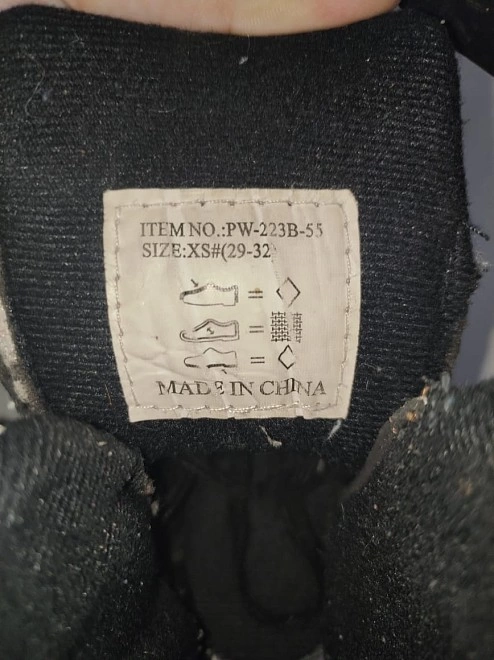 ITEM NO.:PW-223B-55
SIZE:XS#(29-32)
=
=
=
MADE IN CHINA